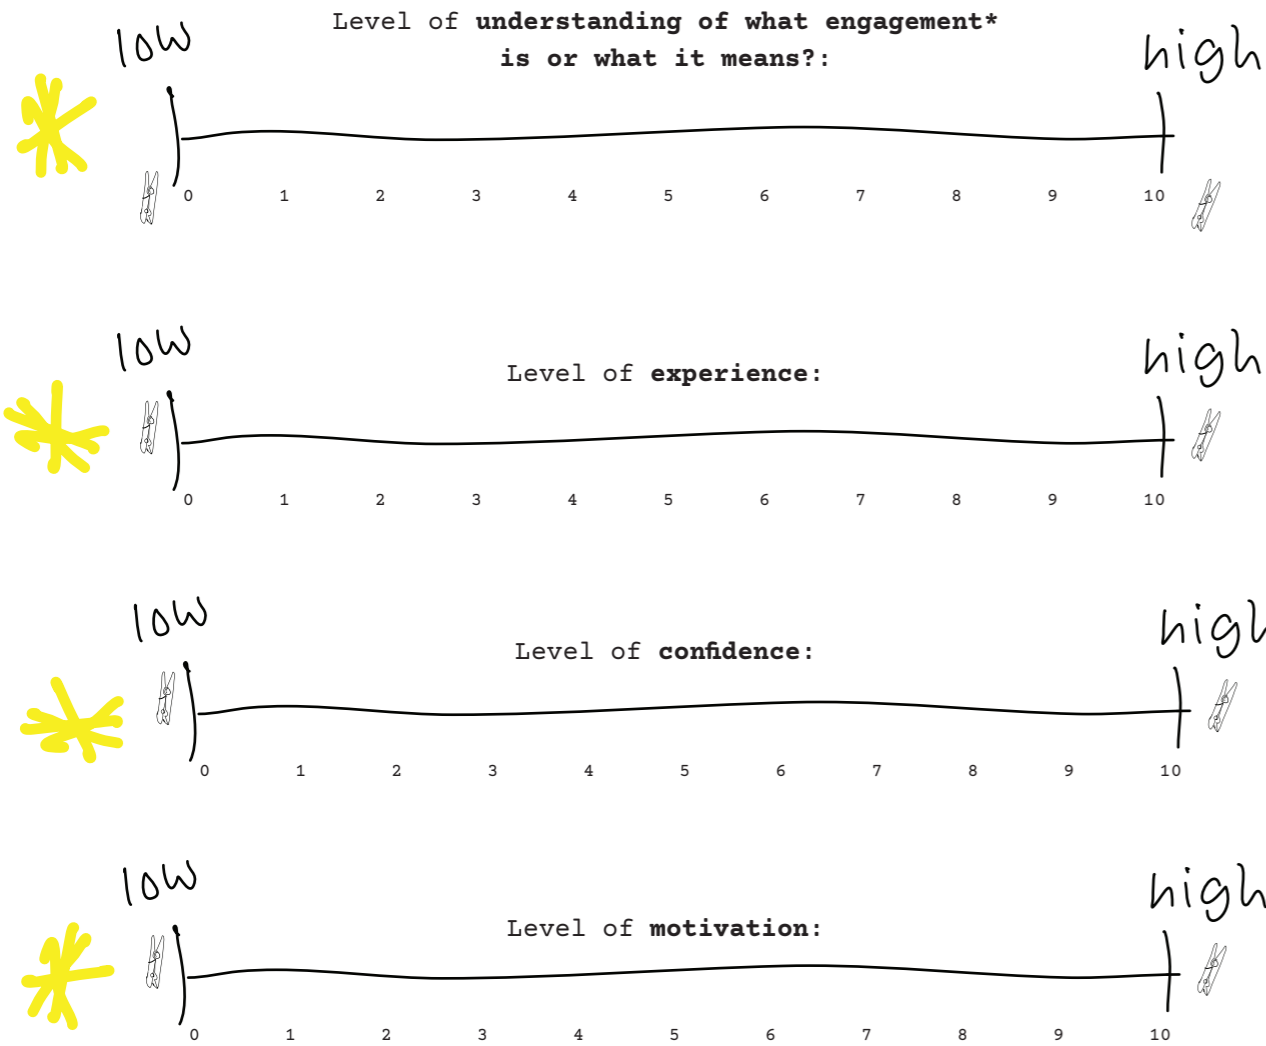 low
Level of understanding of what engagement*
high
is or what it means?:
0 1 2 3 4 5 6 7 8 9 10
low
high
Level of experience:
0 1 2 3 4 5 6 7 8 9 10
low
high
Level of confidence:
0 1 2 3 4 5 6 7 8 9 10
low
high
Level of motivation:
0 1 2 3 4 5 6 7 8 9 10